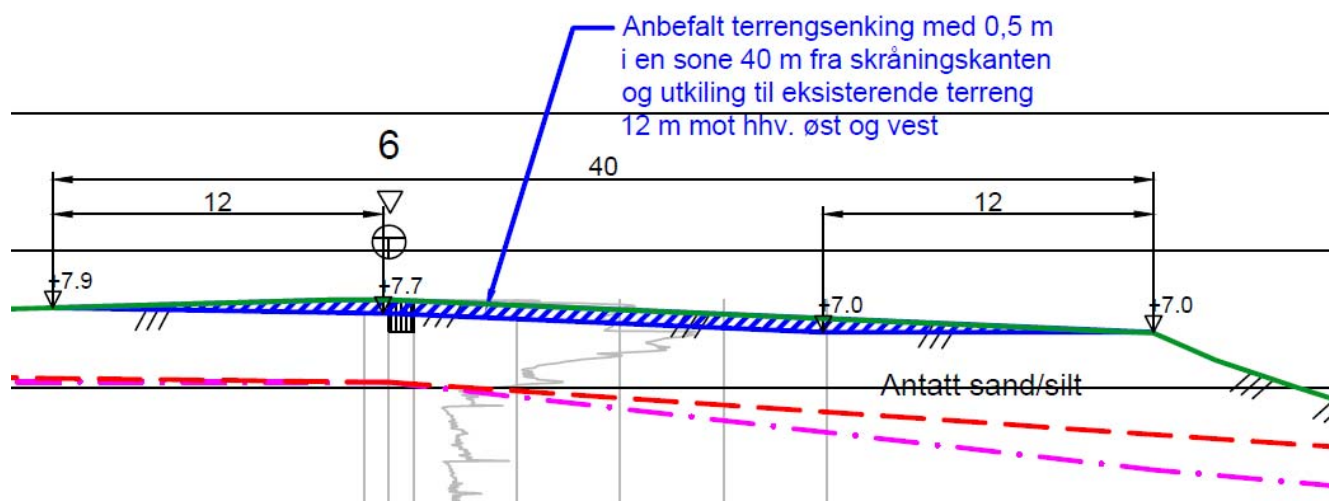 Anbefalt terrengsenking med 0,5 m
i en sone 40 m fra skråningskanten
og utkiling til eksisterende terreng
12 m mot hhv. øst og vest
6
40
12
12
+7.9
+7.7
+7.0
+7.0
Antatt sand/silt